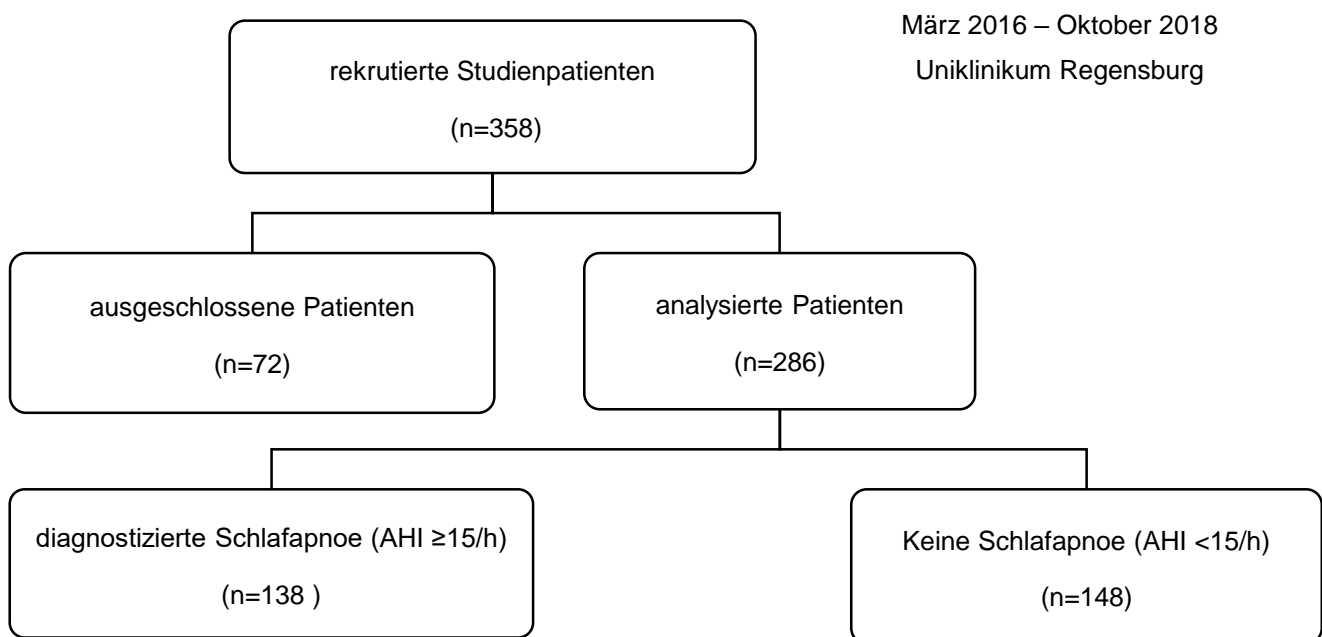 März 2016 – Oktober 2018
Uniklinikum Regensburg
rekrutierte Studienpatienten
(n=358)
ausgeschlossene Patienten
(n=72)
analysierte Patienten
(n=286)
diagnostizierte Schlafapnoe (AHI ≥15/h)
(n=138 )
Keine Schlafapnoe (AHI <15/h)
(n=148)